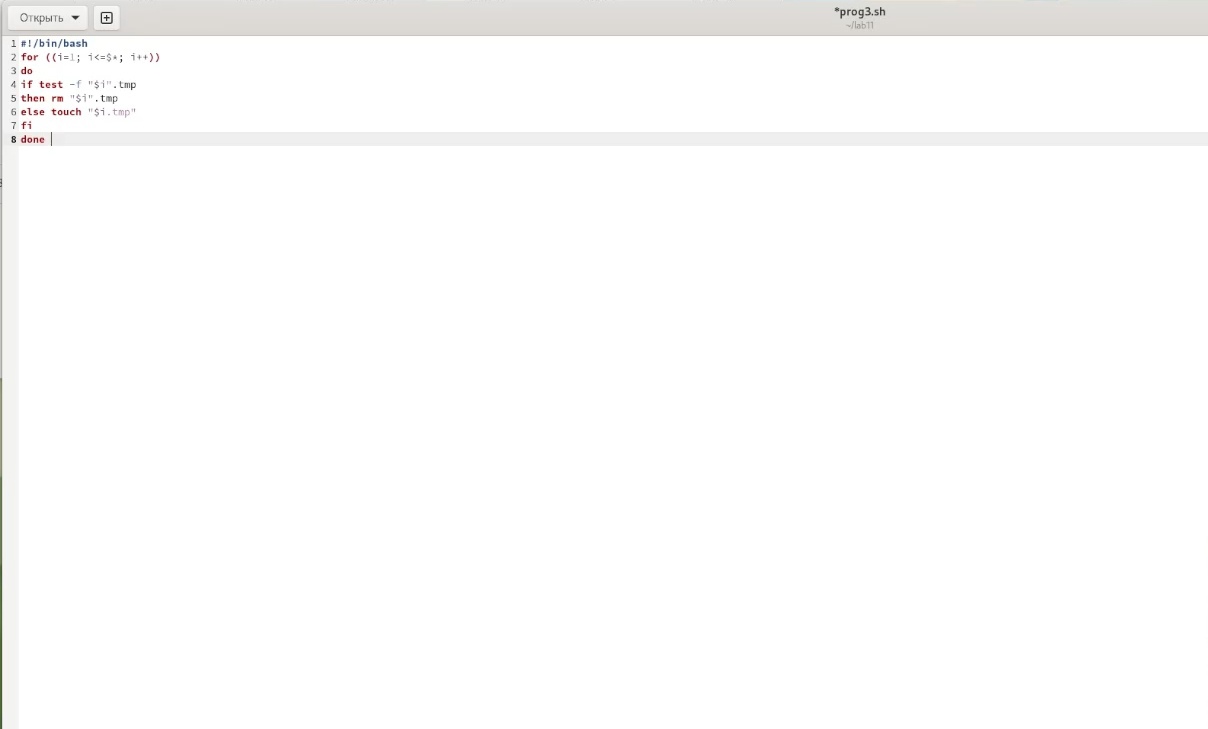 Открыть
*prog3.sh
~/lab11
1 #!/bin/bash
2 for ((i=1; i<=$*; i++))
3 do
4 if test -f "$i".tmp
5 then rm "$i".tmp
6 else touch "$i.tmp"
7 fi
8 done